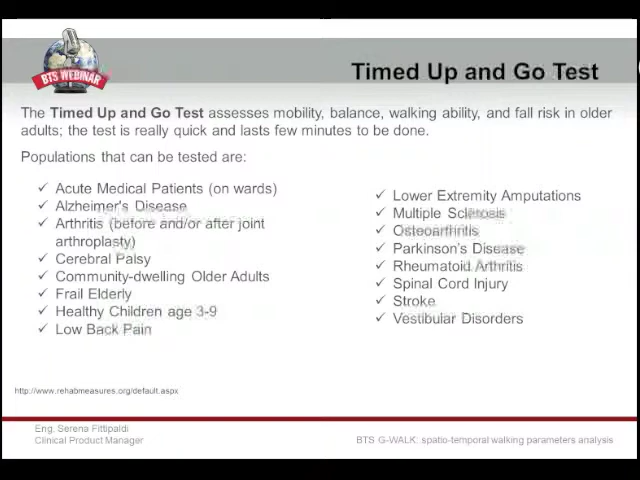 BTS WEBINAR
Timed Up and Go Test
The Timed Up and Go Test assesses mobility, balance, walking ability, and fall risk in older
adults; the test is really quick and lasts few minutes to be done.
Populations that can be tested are:
✓ Acute Medical Patients (on wards)
✓ Alzheimer's Disease
✓ Arthritis (before and/or after joint
arthroplasty)
✓ Cerebral Palsy
✓ Community-dwelling Older Adults
✓ Frail Elderly
✓ Healthy Children age 3-9
✓ Low Back Pain
✓ Lower Extremity Amputations
✓ Multiple Sclerosis
✓ Osteoarthritis
✓ Parkinson's Disease
✓ Rheumatoid Arthritis
✓ Spinal Cord Injury
✓ Stroke
✓ Vestibular Disorders
http://www.rehabmeasures.org/default.aspx
Eng. Serena Fittipaldi
Clinical Product Manager
BTS G-WALK: spatio-temporal walking parameters analysis